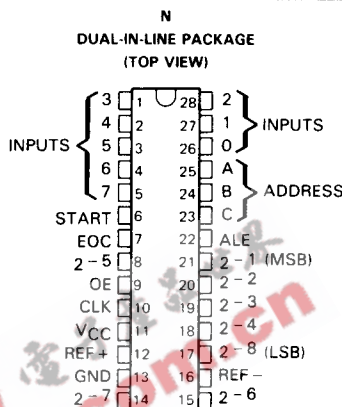 N
DUAL-IN-LINE PACKAGE
(TOP VIEW)
3 1 28 2
4 2 27 1
5 3 26 0
6 4 25 A
7 5 24 B
START 6 23 C
EOC 7 22 ALE
2-5 8 21 2-1 (MSB)
OE 9 20 2-2
CLK 10 19 2-3
VCC 11 18 2-4
REF+ 12 17 2-8 (LSB)
GND 13 16 REF-
2-7 14 15 2-6
INPUTS
INPUTS
ADDRESS
.com.cn